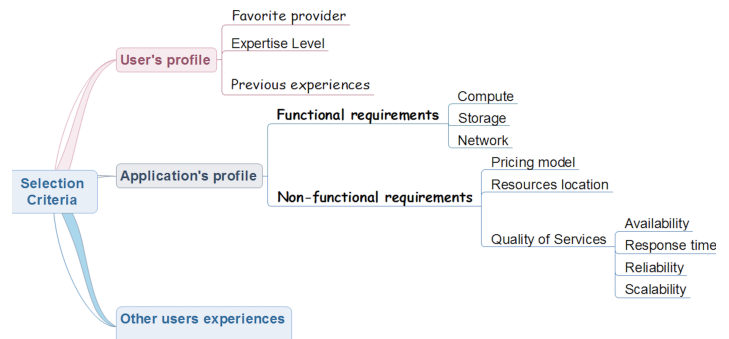 Favorite provider
Expertise Level
User's profile
Previous experiences
Compute
Functional requirements
Storage
Network
Pricing model
Application's profile
Resources location
Selection
Criteria
Non-functional requirements
Availability
Quality of Services
Response time
Reliability
Scalability
Other users experiences